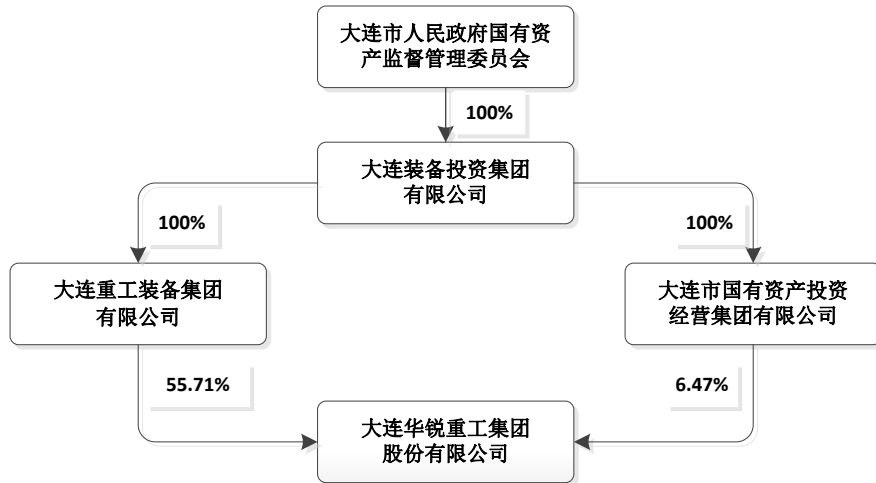 大连市人民政府国有资
产监督管理委员会
100%
大连装备投资集团
有限公司
100%
100%
大连重工装备集团
有限公司
大连市国有资产投资
经营集团有限公司
55.71%
6.47%
大连华锐重工集团
股份有限公司